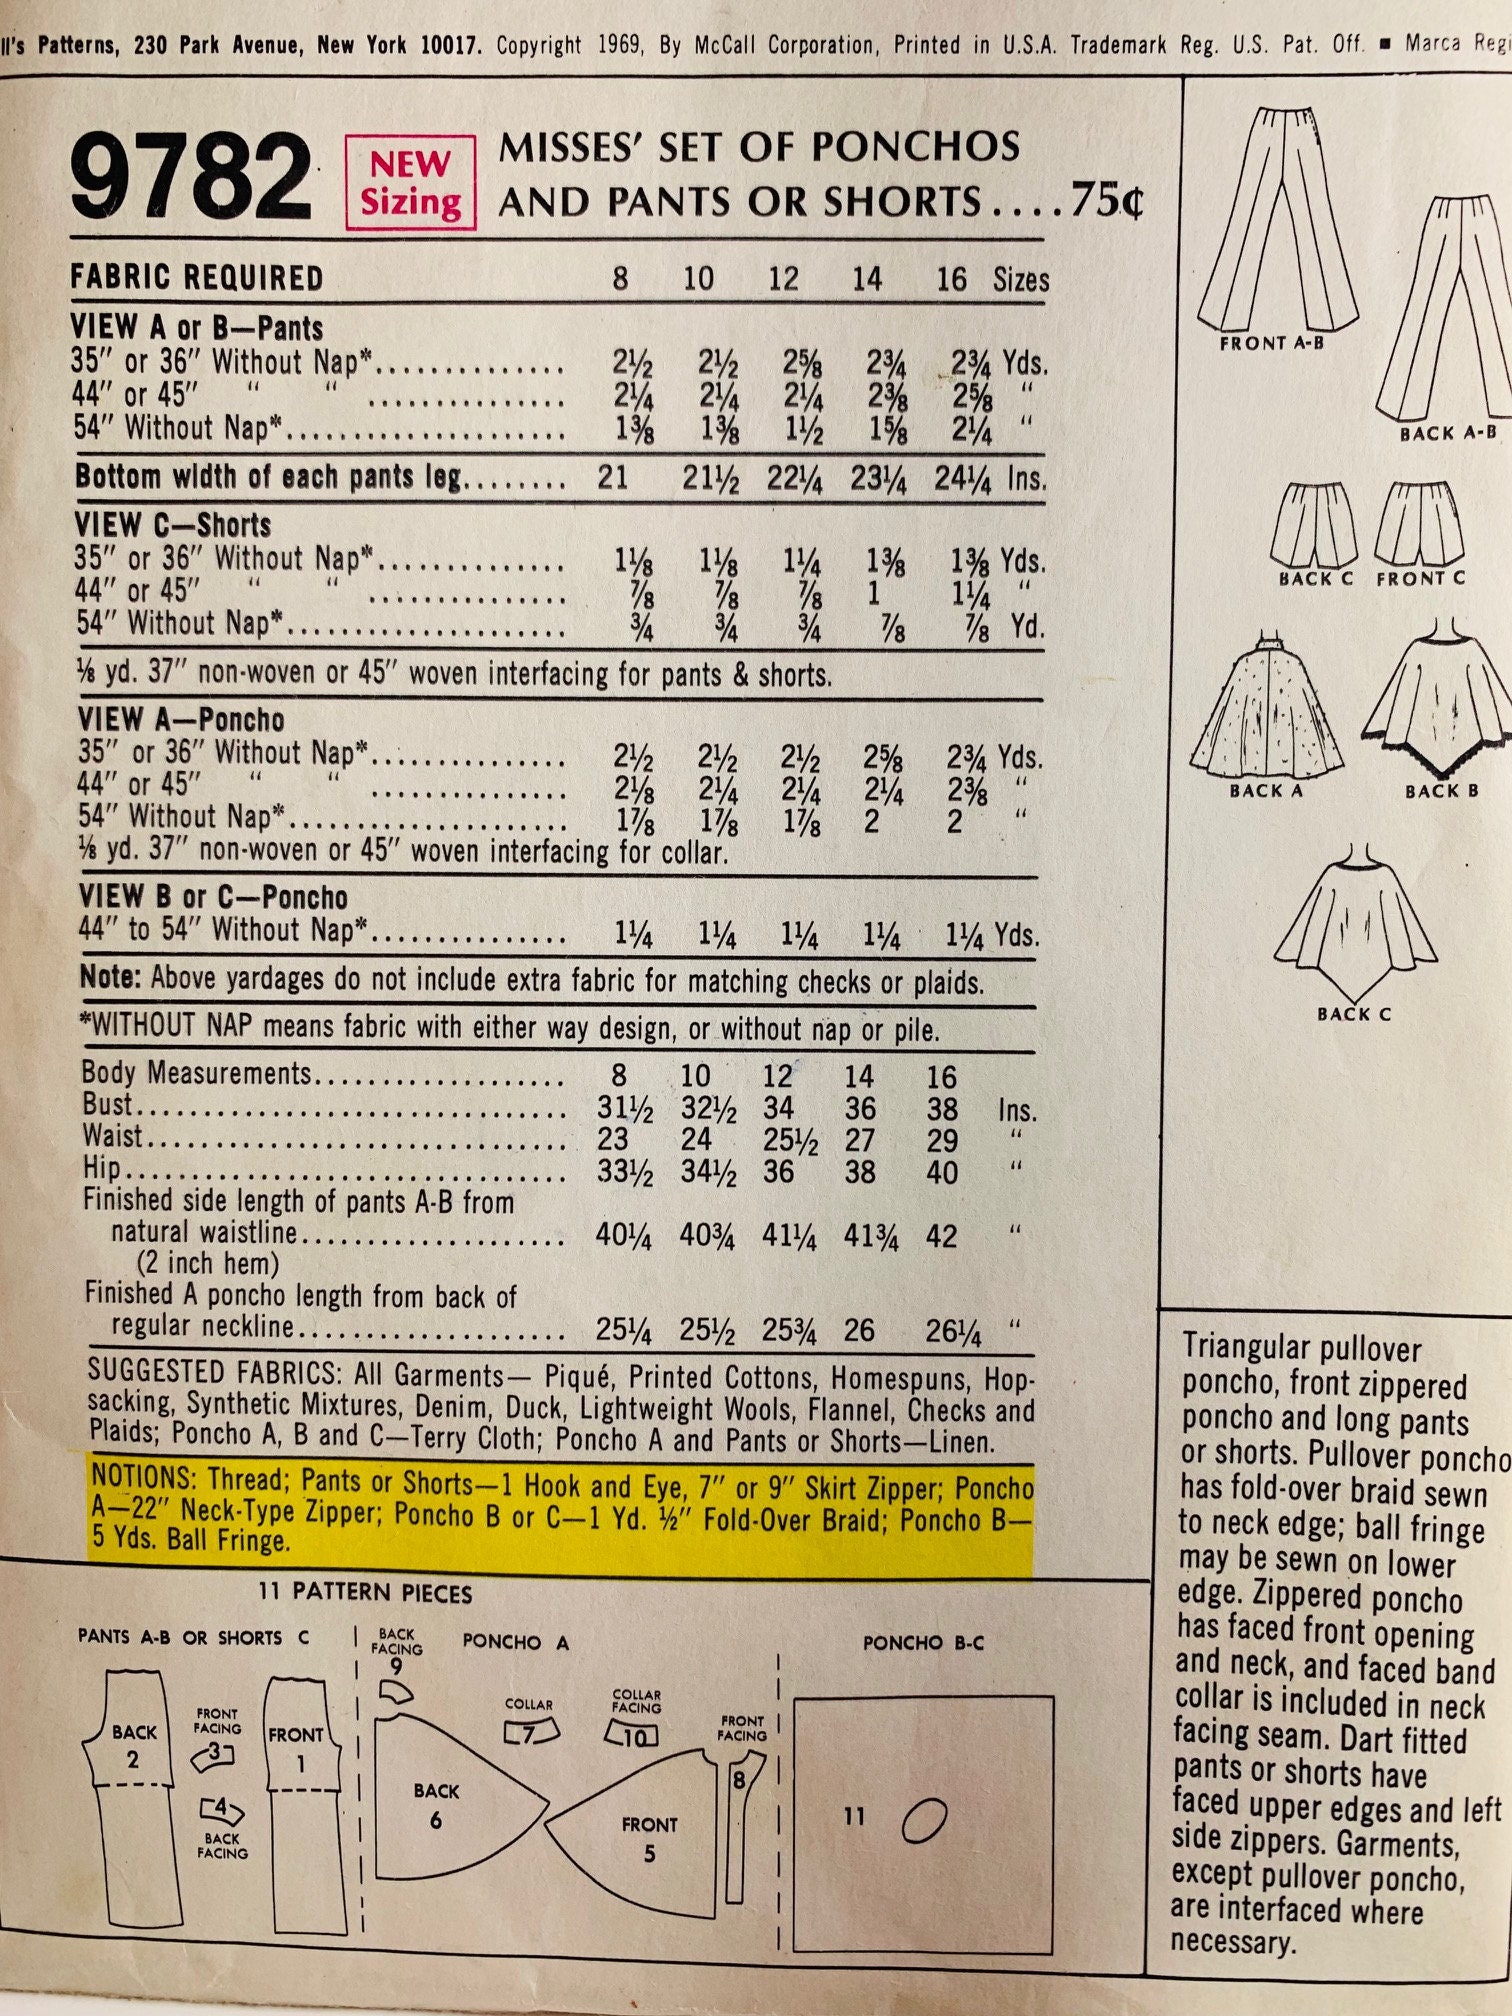 ll's Patterns, 230 Park Avenue, New York 10017. Copyright 1969, By McCall Corporation, Printed in U.S.A. Trademark Reg. U.S. Pat. Off. ■ Marca Regi
9782
NEW
Sizing
MISSES' SET OF PONCHOS
AND PANTS OR SHORTS....75¢
FABRIC REQUIRED 8 10 12 14 16 Sizes
VIEW A or B—Pants
35" or 36" Without Nap*.............. 2½ 2½ 2⅝ 2¾ 2¾ Yds.
44" or 45" " " ............... 2¼ 2¼ 2¼ 2⅜ 2⅝ "
54" Without Nap*..................... 1⅜ 1⅜ 1½ 1⅝ 2¼ "
Bottom width of each pants leg........ 21 21½ 22¼ 23¼ 24¼ Ins.
VIEW C—Shorts
35" or 36" Without Nap*.............. 1⅛ 1⅛ 1¼ 1⅜ 1⅜ Yds.
44" or 45" " " ............... ⅞ ⅞ ⅞ 1 1¼ "
54" Without Nap*..................... ¾ ¾ ¾ ⅞ ⅞ Yd.
⅛ yd. 37" non-woven or 45" woven interfacing for pants & shorts.
VIEW A—Poncho
35" or 36" Without Nap*............... 2½ 2½ 2½ 2⅝ 2¾ Yds.
44" or 45" " " ............... 2⅛ 2¼ 2¼ 2¼ 2⅜ "
54" Without Nap*..................... 1⅞ 1⅞ 1⅞ 2 2 "
⅛ yd. 37" non-woven or 45" woven interfacing for collar.
VIEW B or C—Poncho
44" to 54" Without Nap*............... 1¼ 1¼ 1¼ 1¼ 1¼ Yds.
Note: Above yardages do not include extra fabric for matching checks or plaids.
*WITHOUT NAP means fabric with either way design, or without nap or pile.
Body Measurements................... 8 10 12 14 16
Bust................................ 31½ 32½ 34 36 38 Ins.
Waist............................... 23 24 25½ 27 29 "
Hip................................. 33½ 34½ 36 38 40 "
Finished side length of pants A-B from
natural waistline.................... 40¼ 40¾ 41¼ 41¾ 42 "
(2 inch hem)
Finished A poncho length from back of
regular neckline.................... 25¼ 25½ 25¾ 26 26¼ "
SUGGESTED FABRICS: All Garments— Piqué, Printed Cottons, Homespuns, Hop-
sacking, Synthetic Mixtures, Denim, Duck, Lightweight Wools, Flannel, Checks and
Plaids; Poncho A, B and C—Terry Cloth; Poncho A and Pants or Shorts—Linen.
NOTIONS: Thread; Pants or Shorts—1 Hook and Eye, 7" or 9" Skirt Zipper; Poncho
A—22" Neck-Type Zipper; Poncho B or C—1 Yd. ½" Fold-Over Braid; Poncho B—
5 Yds. Ball Fringe.
11 PATTERN PIECES
PANTS A-B OR SHORTS C
BACK
2
FRONT
FACING
3
4
BACK
FACING
FRONT
1
BACK
FACING
9
PONCHO A
BACK
6
COLLAR
7
COLLAR
FACING
10
FRONT
5
FRONT
FACING
8
PONCHO B-C
11
FRONT A-B
BACK A-B
BACK C
FRONT C
BACK A
BACK B
BACK C
Triangular pullover
poncho, front zippered
poncho and long pants
or shorts. Pullover poncho
has fold-over braid sewn
to neck edge; ball fringe
may be sewn on lower
edge. Zippered poncho
has faced front opening
and neck, and faced band
collar is included in neck
facing seam. Dart fitted
pants or shorts have
faced upper edges and left
side zippers. Garments,
except pullover poncho,
are interfaced where
necessary.